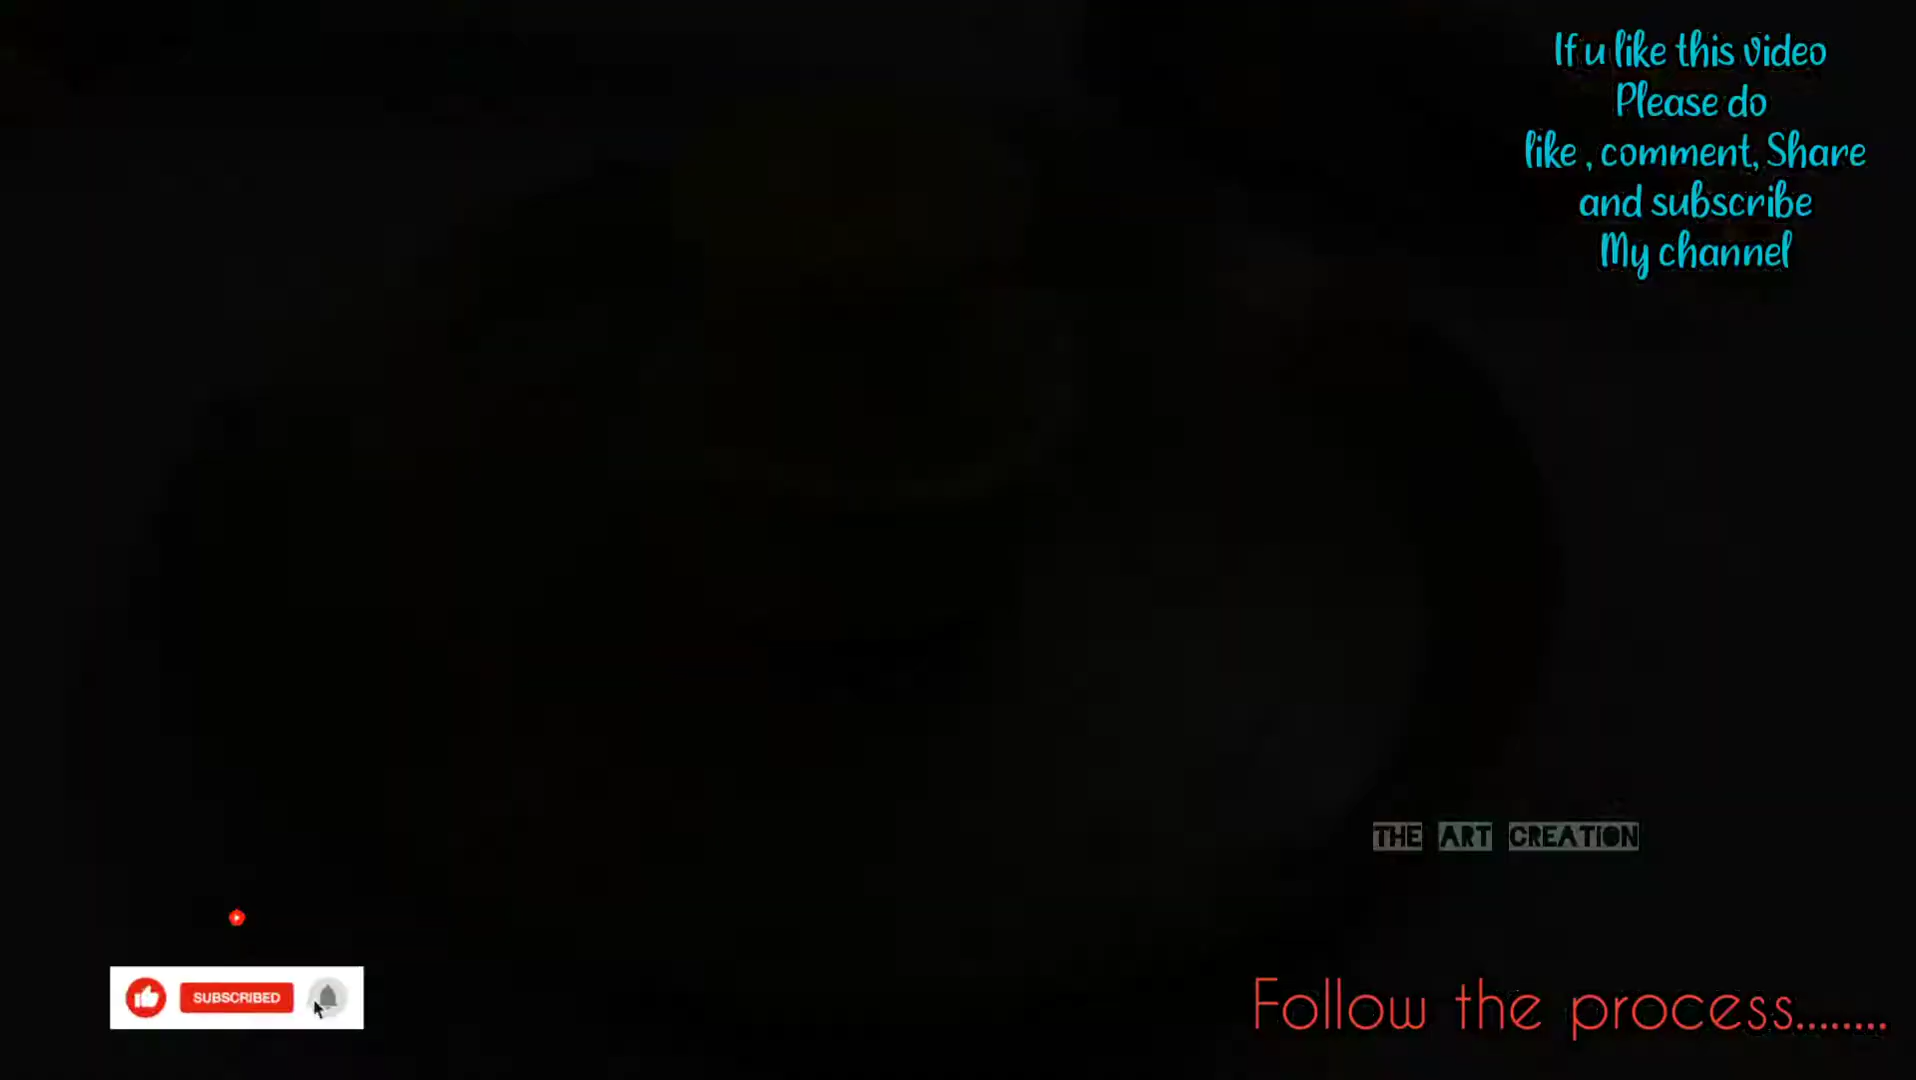 If u like this video
Please do
like , comment, Share
and subscribe
My channel
THE ART CREATION
SUBSCRIBED
Follow the process........